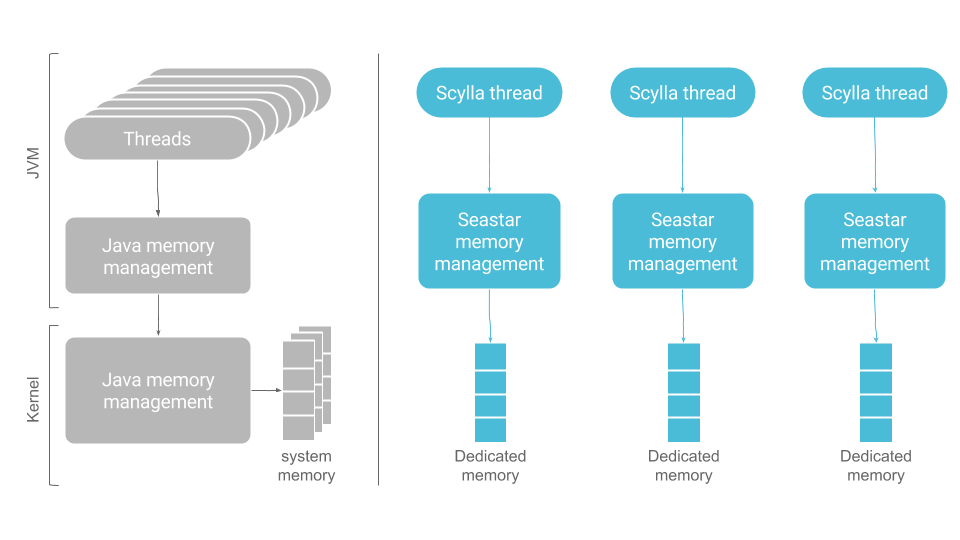 JVM
Threads
Java memory
management
Kernel
Java memory
management
system
memory
Scylla thread
Seastar
memory
management
Dedicated
memory
Scylla thread
Seastar
memory
management
Dedicated
memory
Scylla thread
Seastar
memory
management
Dedicated
memory